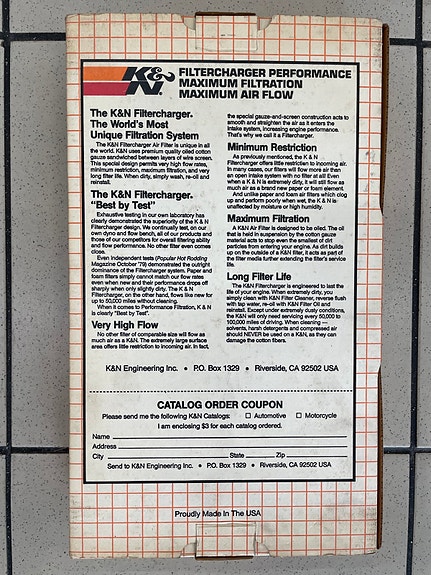 K&N
FILTERCHARGER PERFORMANCE
MAXIMUM FILTRATION
MAXIMUM AIR FLOW
The K&N Filtercharger®
The World's Most
Unique Filtration System
The K&N Filtercharger Air Filter is unique in all
the world. K&N uses premium quality oiled cotton
gauze sandwiched between layers of wire screen.
This special design permits very high flow rates,
minimum restriction, maximum filtration, and very
long filter life. When dirty, simply wash, re-oil and
reinstall.
The K&N Filtercharger®
"Best by Test"
Exhaustive testing in our own laboratory has
clearly demonstrated the superiority of the K & N
Filtercharger design. We continually test, on our
own dyno and flow bench, all of our products and
those of our competitors for overall filtering ability
and flow performance. No other filter even comes
close.
Even independent tests (Popular Hot Rodding
Magazine October '79) demonstrated the outright
dominance of the Filtercharger system. Paper and
foam filters simply cannot match our flow rates
even when new and their performance drops off
sharply when only slightly dirty. The K & N
Filtercharger, on the other hand, flows like new for
up to 50,000 miles without cleaning.
When it comes to Performance Filtration, K & N
is clearly "Best by Test".
Very High Flow
No other filter of comparable size will flow as
much air as a K&N. The extremely large surface
area offers little restriction to incoming air. In fact,
the special gauze-and-screen construction acts to
smooth and straighten the air as it enters the
intake system, increasing engine performance.
That's why we call it a Filtercharger.
Minimum Restriction
As previously mentioned, the K & N
Filtercharger offers little restriction to incoming air.
In many cases, our filters will flow more air than
an open intake system with no filter at all! Even
when a K & N is extremely dirty, it will still flow as
much air as a brand new paper or foam element.
And unlike paper and foam air filters which clog
up and perform poorly when wet, the K & N is
unaffected by moisture or high humidity.
Maximum Filtration
A K&N Air Filter is designed to be oiled. The oil
that is held in suspension by the cotton gauze
material acts to stop even the smallest of dirt
particles from entering your engine. As dirt builds
up on the outside of a K&N filter, it acts as part of
the filter media further extending the filter's service
life.
Long Filter Life
The K&N Filtercharger is engineered to last the
life of your engine. When extremely dirty, you
simply clean with K&N Filter Cleaner, reverse flush
with tap water, re-oil with K&N Filter Oil and
reinstall. Except under extremely dusty conditions,
the K&N will only need servicing every 50,000 to
100,000 miles of driving. When cleaning —
solvents, harsh detergents and compressed air
should NEVER be used on a K&N, as they can
damage the cotton fibers.
K&N Engineering Inc. • P.O. Box 1329 • Riverside, CA 92502 USA
CATALOG ORDER COUPON
Please send me the following K&N Catalogs: ☐ Automotive ☐ Motorcycle
I am enclosing $3 for each catalog ordered.
Name
Address
City State Zip
Send to K&N Engineering Inc. • P.O. Box 1329 • Riverside, CA 92502 USA
Proudly Made In The USA